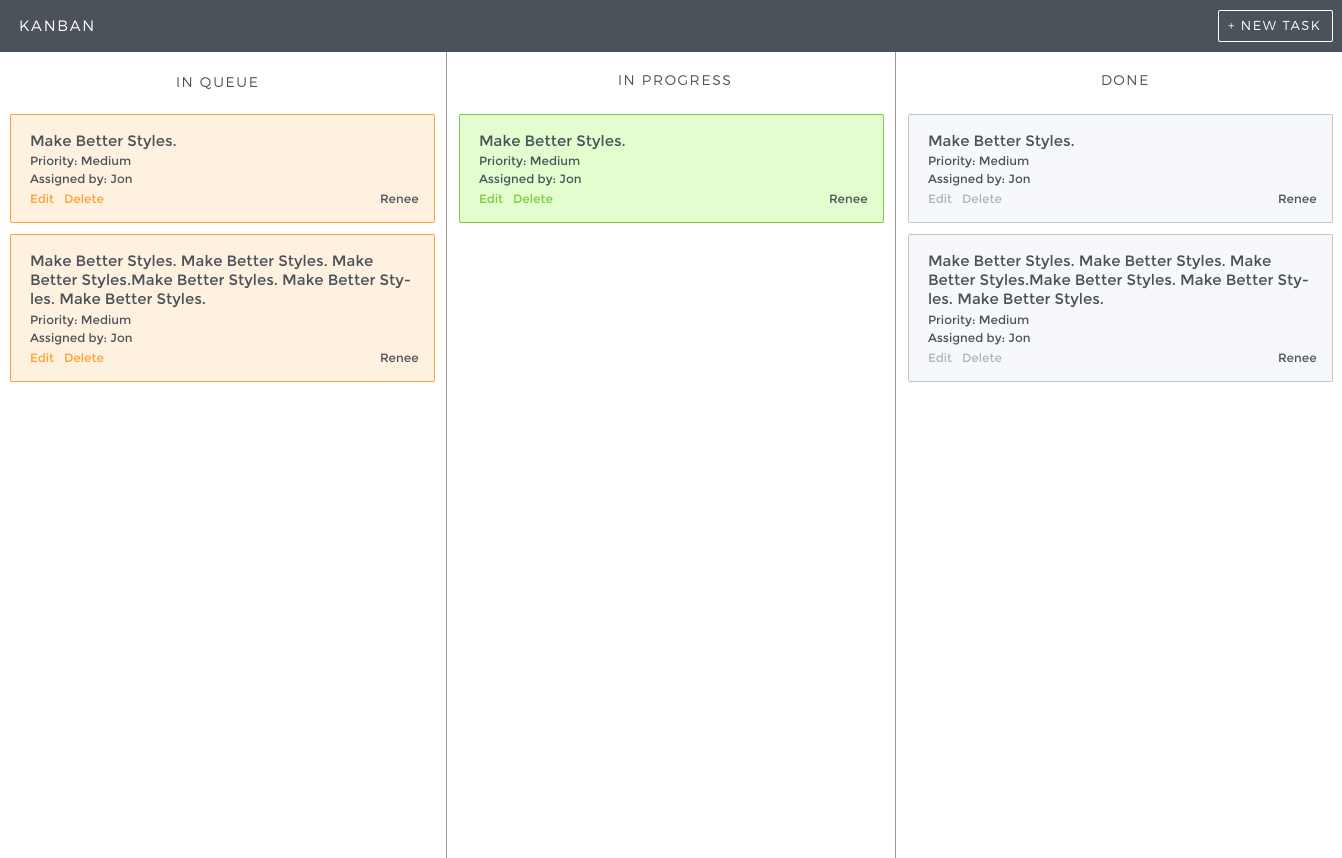 KANBAN
+ NEW TASK
IN QUEUE
Make Better Styles.
Priority: Medium
Assigned by: Jon
Edit Delete Renee
Make Better Styles. Make Better Styles. Make
Better Styles.Make Better Styles. Make Better Sty-
les. Make Better Styles.
Priority: Medium
Assigned by: Jon
Edit Delete Renee
IN PROGRESS
Make Better Styles.
Priority: Medium
Assigned by: Jon
Edit Delete Renee
DONE
Make Better Styles.
Priority: Medium
Assigned by: Jon
Edit Delete Renee
Make Better Styles. Make Better Styles. Make
Better Styles.Make Better Styles. Make Better Sty-
les. Make Better Styles.
Priority: Medium
Assigned by: Jon
Edit Delete Renee